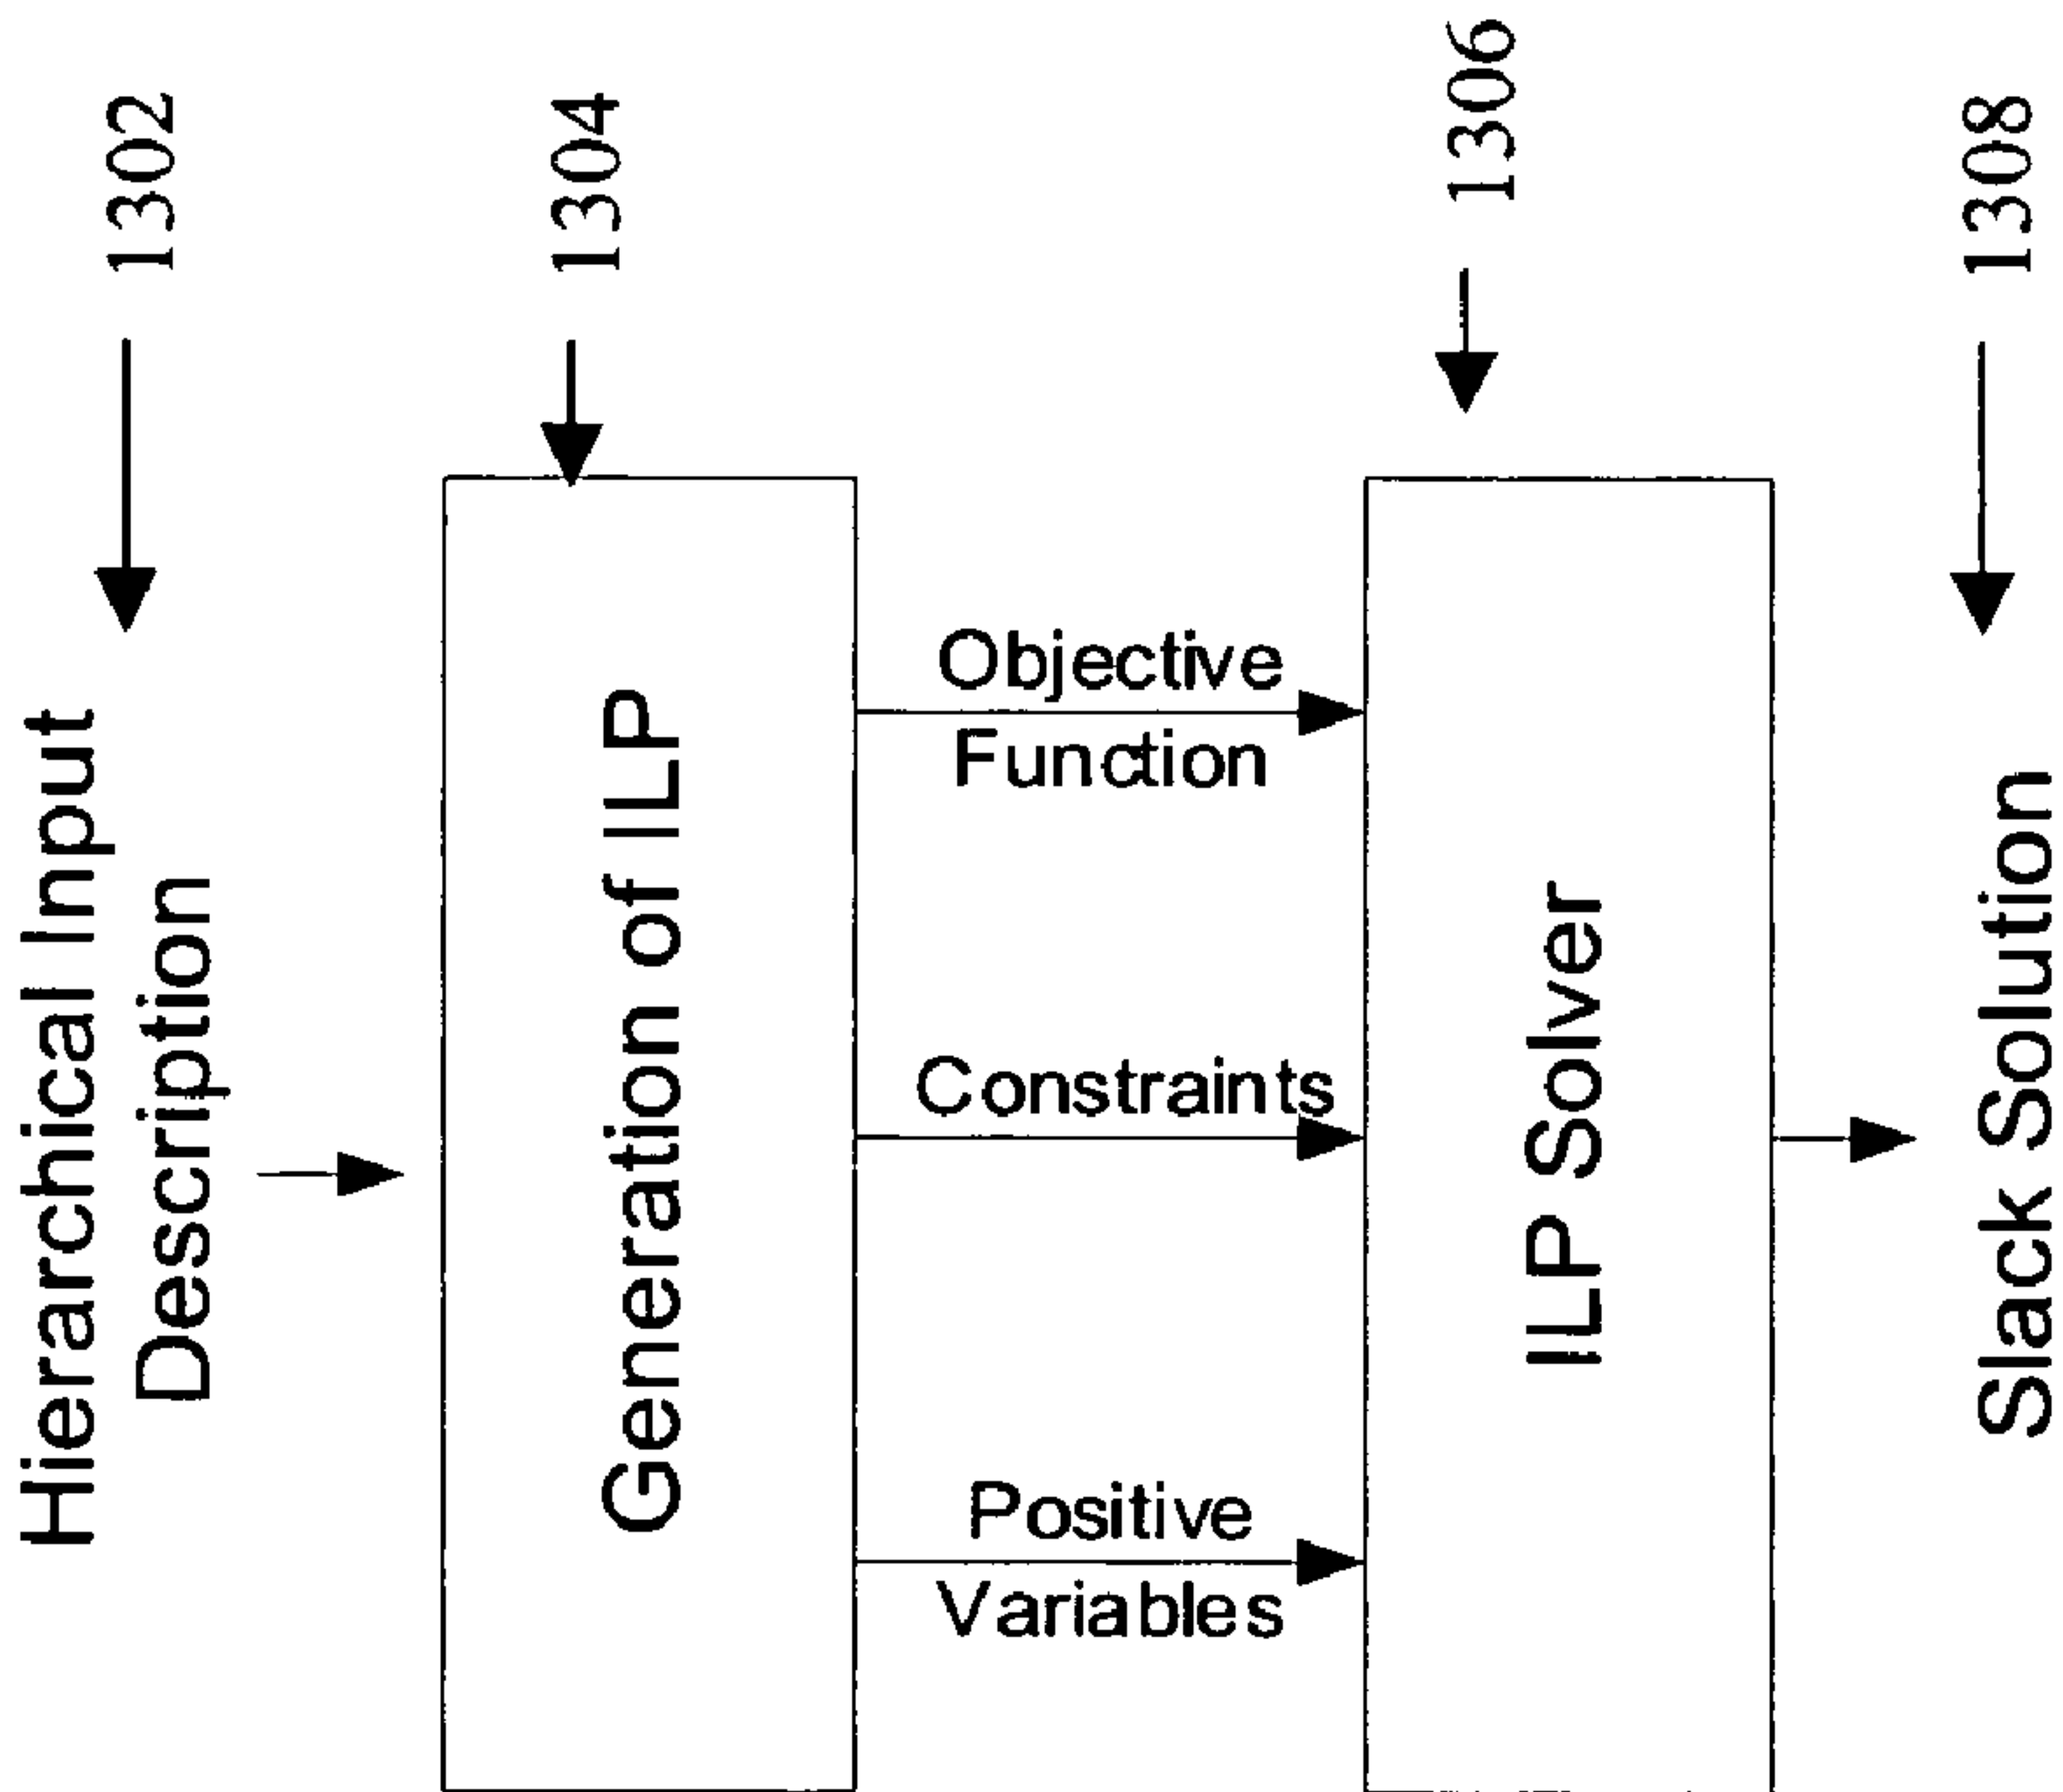 1302
1304
1306
1308
Hierarchical Input
Description
Generation of ILP
Objective
Function
Constraints
Positive
Variables
ILP Solver
Slack Solution